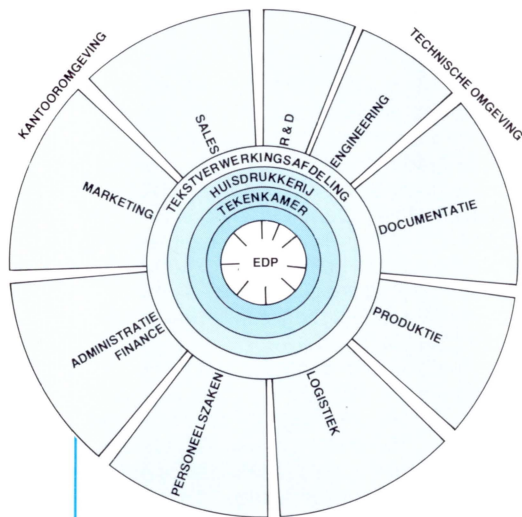 KANTOOROMGEVING
TECHNISCHE OMGEVING
SALES
R & D
ENGINEERING
MARKETING
DOCUMENTATIE
TEKSTVERWERKINGSAFDELING
HUISDRUKKERIJ
TEKENKAMER
EDP
ADMINISTRATIE
FINANCE
PRODUKTIE
PERSONEELSZAKEN
LOGISTIEK